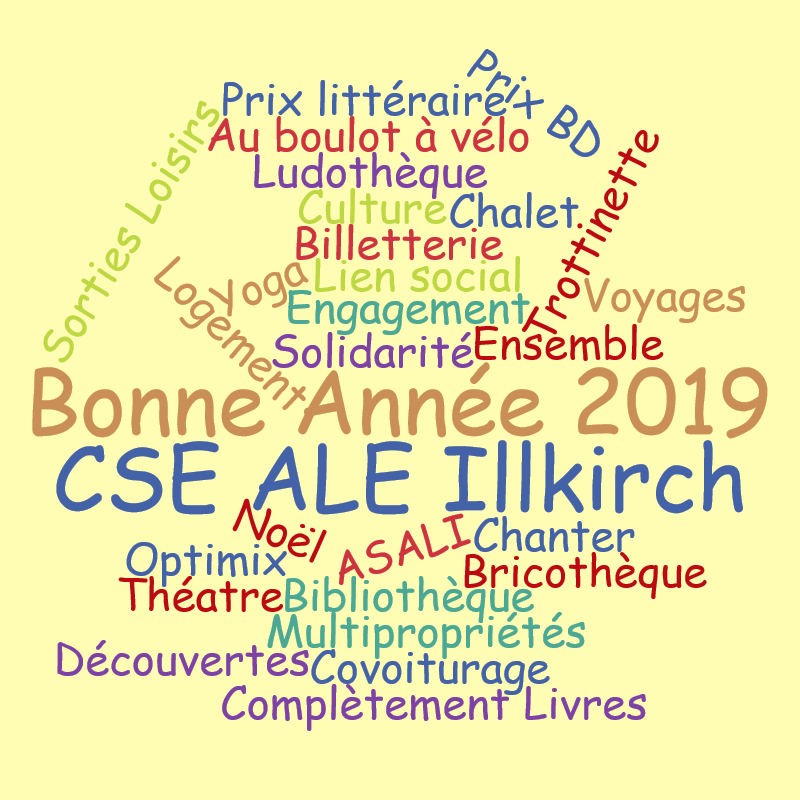 Prix BD
Prix littéraire
Sorties Loisirs
Au boulot à vélo
Trottinette
Ludothèque
Culture
Chalet
Billetterie
Yoga
Lien social
Logement
Engagement
Voyages
Solidarité
Ensemble
Bonne Année 2019
CSE ALE Illkirch
Noël
ASALI
Chanter
Optimix
Bricothèque
Théatre
Bibliothèque
Multipropriétés
Découvertes
Covoiturage
Complètement Livres